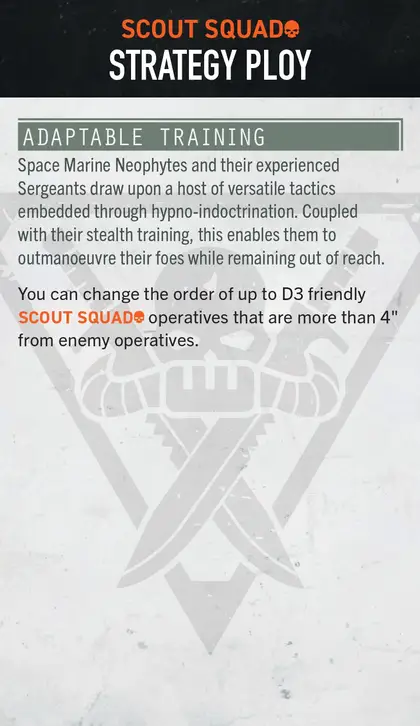 SCOUT SQUAD
STRATEGY PLOY
ADAPTABLE TRAINING
Space Marine Neophytes and their experienced
Sergeants draw upon a host of versatile tactics
embedded through hypno-indoctrination. Coupled
with their stealth training, this enables them to
outmanoeuvre their foes while remaining out of reach.
You can change the order of up to D3 friendly
SCOUT SQUAD operatives that are more than 4"
from enemy operatives.